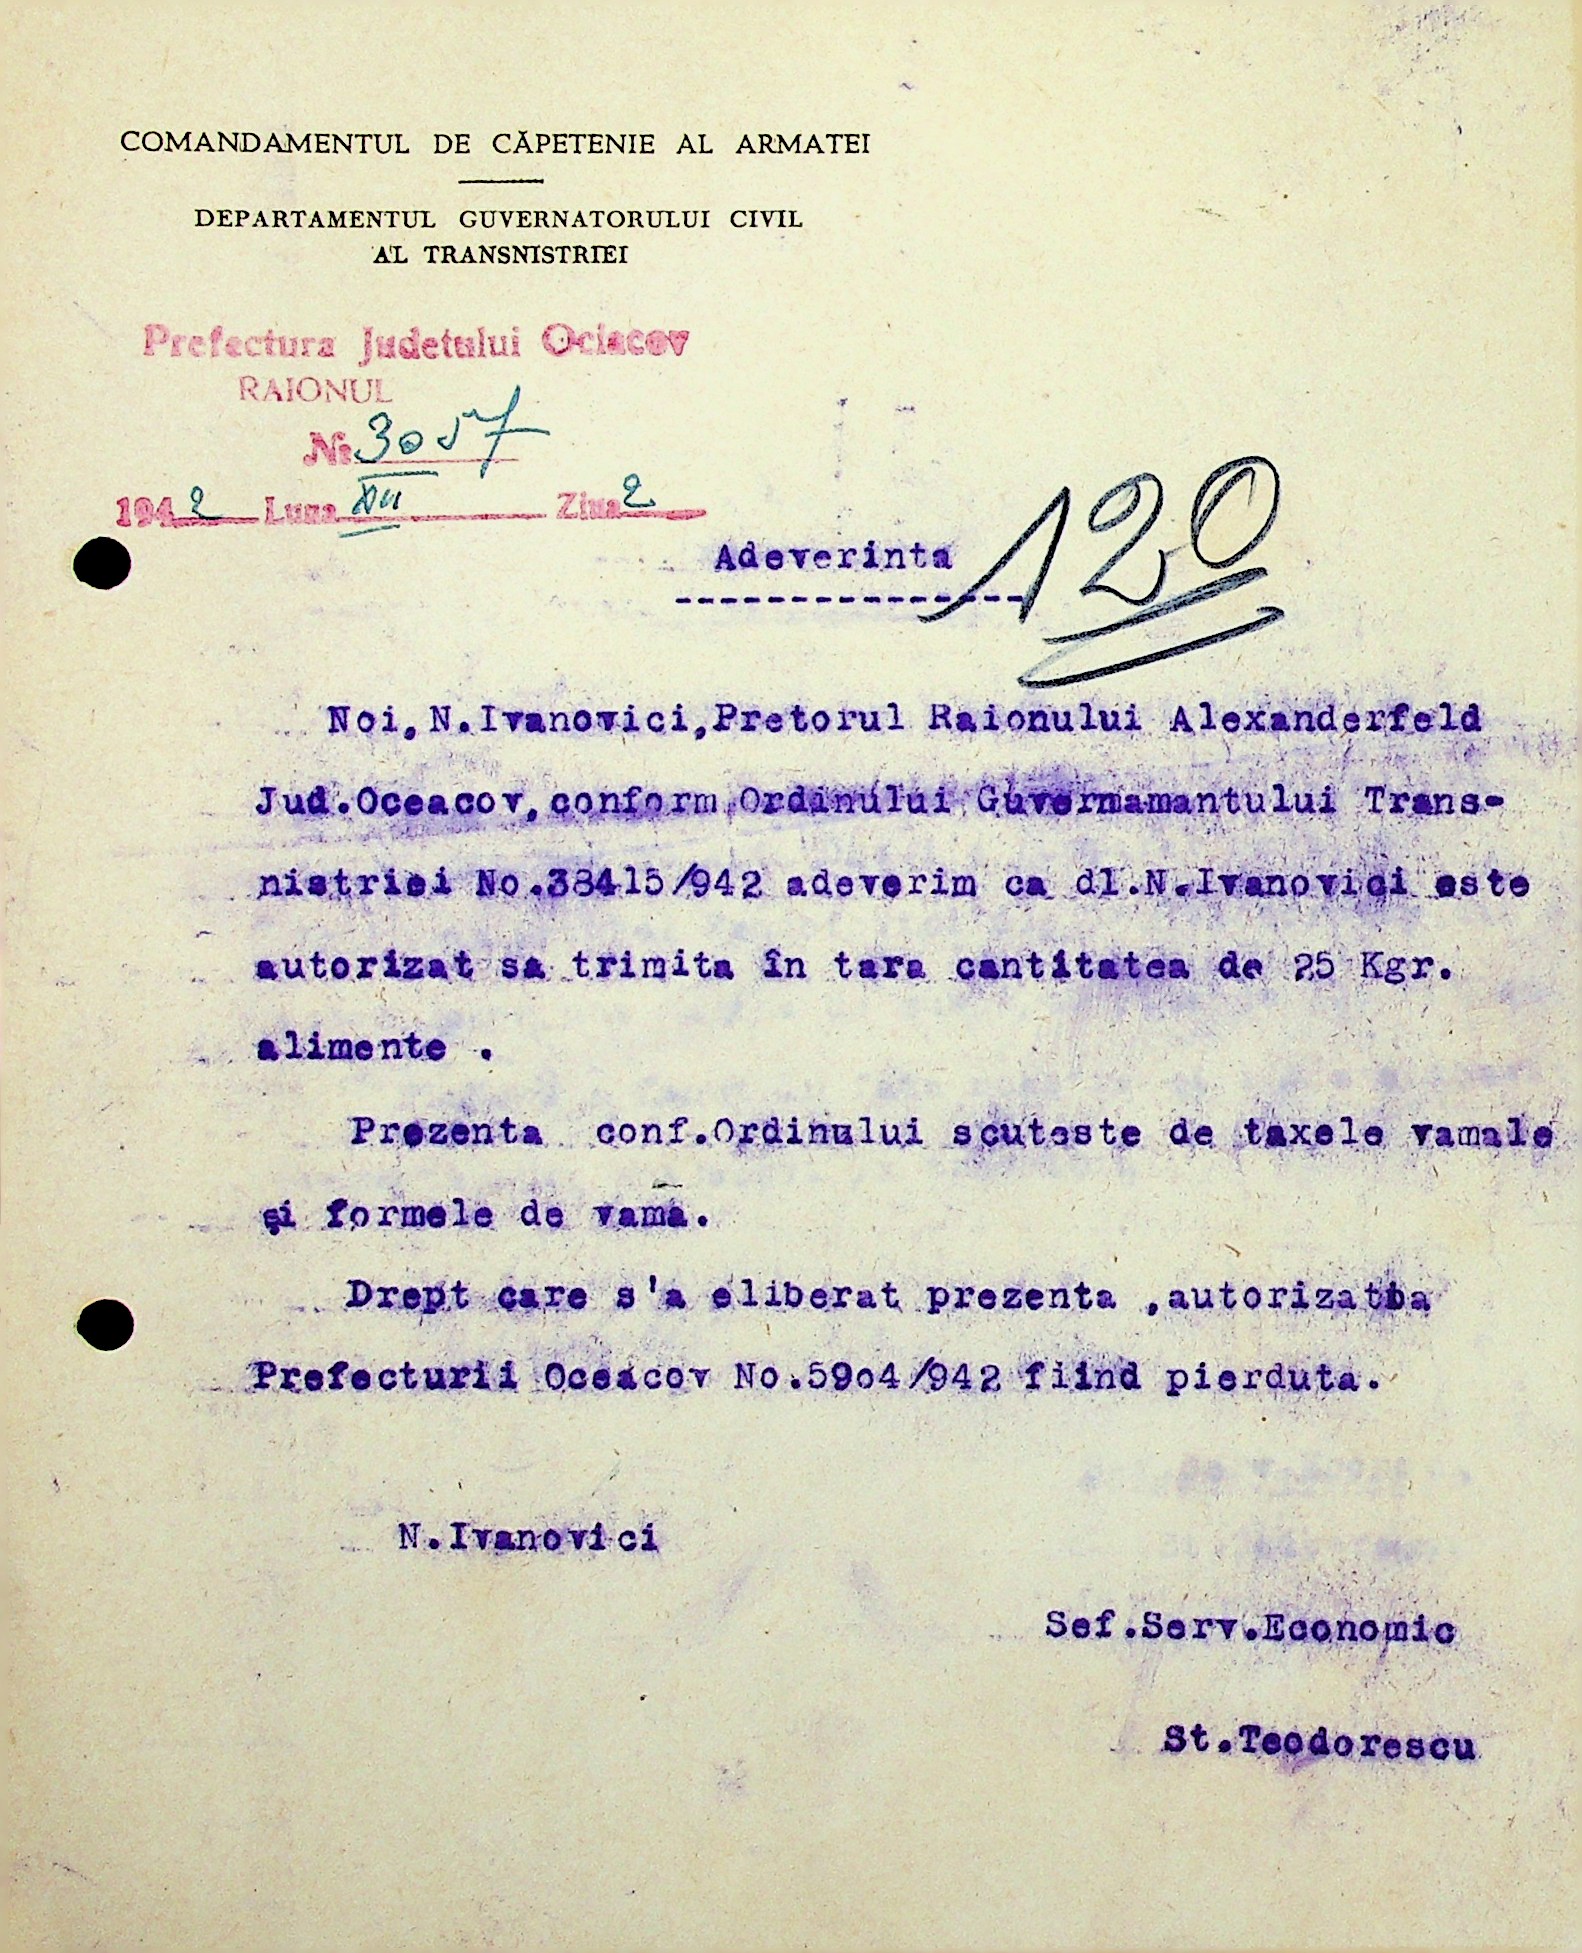 COMANDAMENTUL DE CĂPETENIE AL ARMATEI
DEPARTAMENTUL GUVERNATORULUI CIVIL
AL TRANSNISTRIEI
Prefectura Judetului Ociacov
RAIONUL
№ 3057
1942 Luna XII Ziua 2
Adeverinta
120
Noi, N.Ivanovici,Pretorul Raionului Alexanderfeld
Jud.Oceacov, conform Ordinului Guvernamantului Trans-
nistriei No.38415/942 adeverim ca dl.N.Ivanovici este
autorizat sa trimita în tara cantitatea de 25 Kgr.
alimente .
Prezenta conf.Ordinului scuteste de taxele vamale
și formele de vama.
Drept care s'a eliberat prezenta ,autorizatia
Prefecturii Oceacov No.5904/942 fiind pierduta.
N.Ivanovici
Sef.Serv.Economic
St.Teodorescu